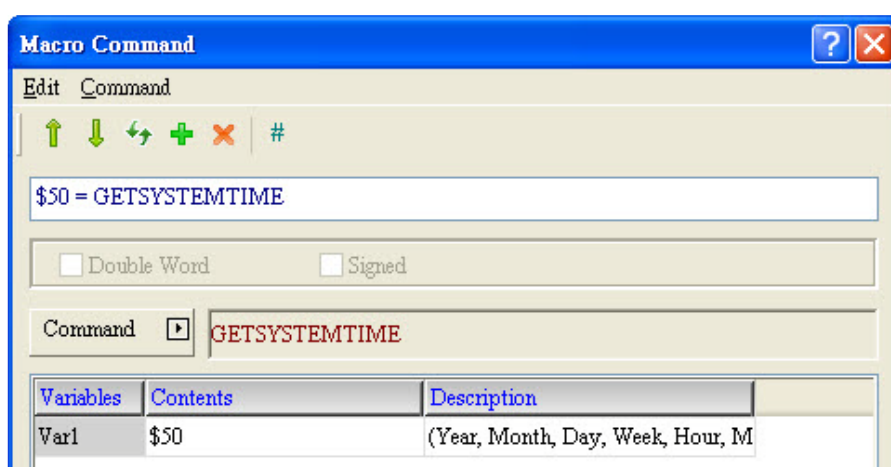 Macro Command
Edit Command
#
$50 = GETSYSTEMTIME
Double Word Signed
Command GETSYSTEMTIME
Variables Contents Description
Var1 $50 (Year, Month, Day, Week, Hour, M